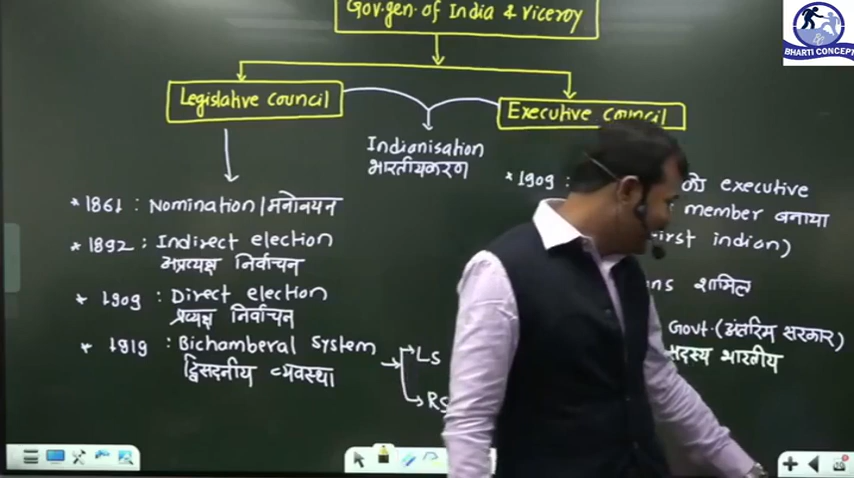 Gov.gen. of India & Viceroy
BHARTI CONCEPT
Legislative council
Executive council
Indianisation
भारतीयकरण
* 1861 : Nomination/मनोनयन
* 1892 : Indirect election
अप्रत्यक्ष निर्वाचन
* 1909 : Direct election
प्रत्यक्ष निर्वाचन
* 1919 : Bichamberal system
द्विसदनीय व्यवस्था
LS
RS
* 1909 : को executive
member बनाया
first indian)
शामिल
Govt. (अंतरिम सरकार)
सदस्य भारतीय